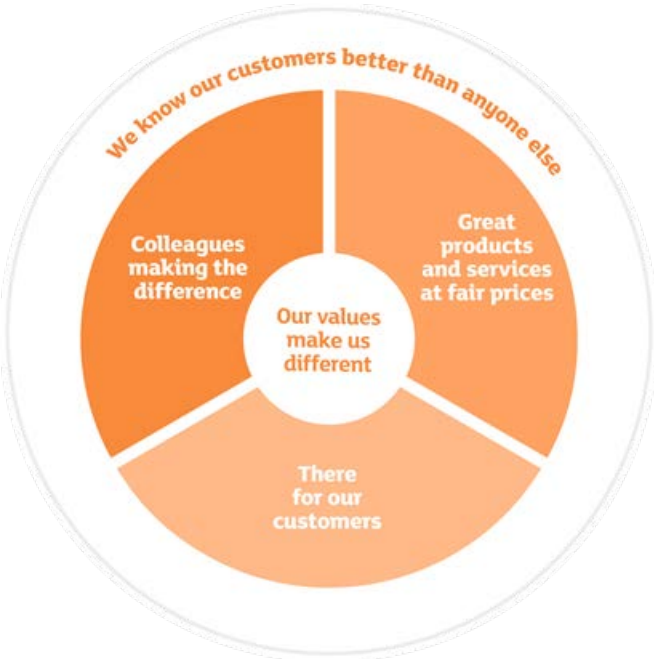 We know our customers better than anyone else
Colleagues
making the
difference
Great
products
and services
at fair prices
Our values
make us
different
There
for our
customers